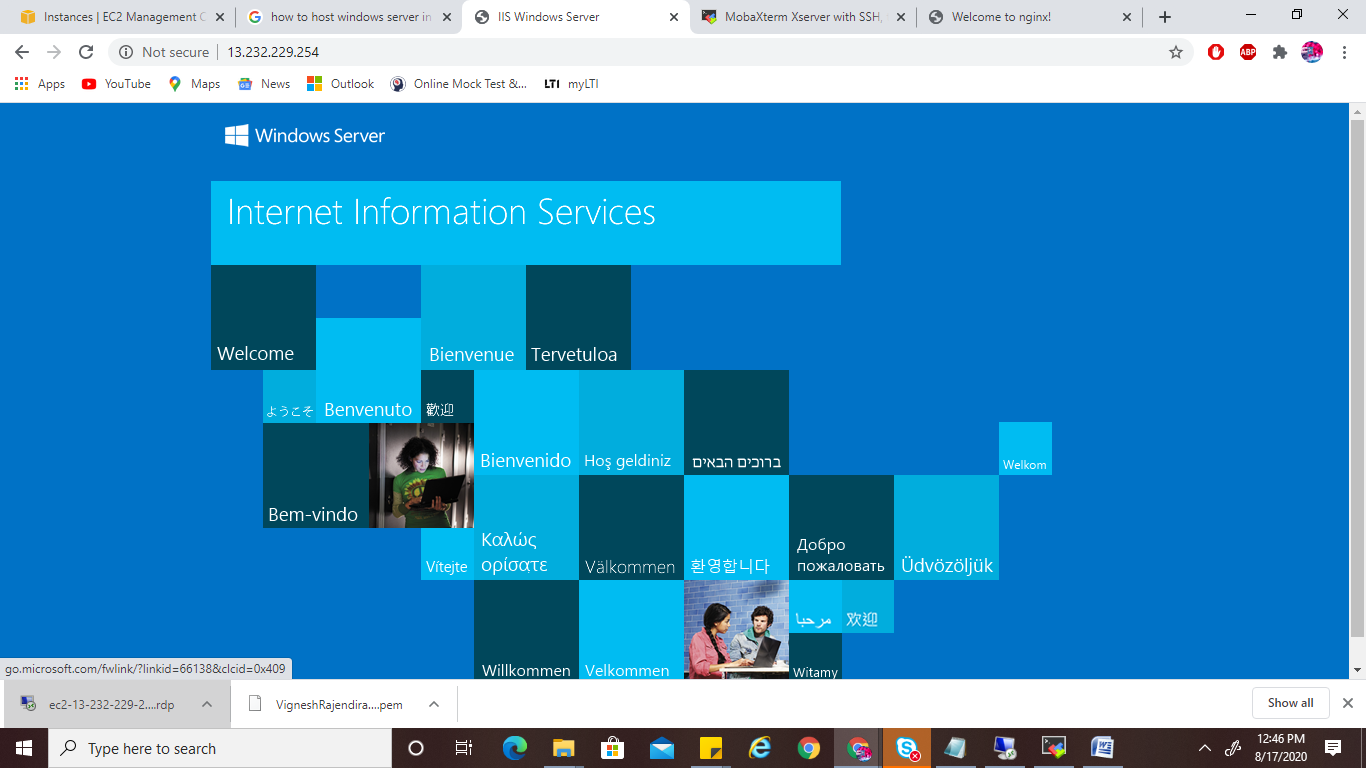 Instances | EC2 Management C
how to host windows server in
IIS Windows Server
MobaXterm Xserver with SSH,
Welcome to nginx!
Not secure
13.232.229.254
ABP
Apps
YouTube
Maps
News
Outlook
Online Mock Test &...
LTI
myLTI
Windows Server
Internet Information Services
Welcome
Bienvenue
Tervetuloa
ようこそ
Benvenuto
歡迎
Bienvenido
Hoş geldiniz
ברוכים הבאים
Welkom
Bem-vindo
Vítejte
Καλώς
ορίσατε
Välkommen
환영합니다
Добро
пожаловать
Üdvözöljük
مرحبا
欢迎
Willkommen
Velkommen
Witamy
go.microsoft.com/fwlink/?linkid=66138&clcid=0x409
ec2-13-232-229-2....rdp
VigneshRajendira....pem
Show all
Type here to search
12:46 PM
8/17/2020